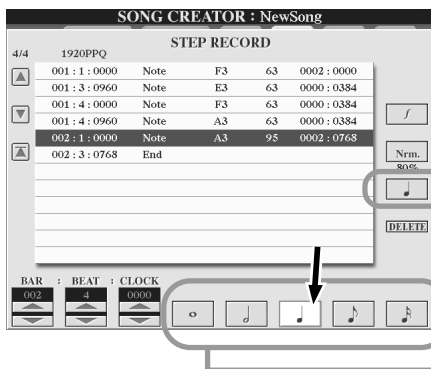 SONG CREATOR : NewSong
STEP RECORD
4/4 1920PPQ
001 : 1 : 0000 Note F3 63 0002 : 0000
001 : 3 : 0960 Note E3 63 0000 : 0384
001 : 4 : 0000 Note F3 63 0000 : 0384
001 : 4 : 0960 Note A3 63 0000 : 0384
002 : 1 : 0000 Note A3 95 0002 : 0768
002 : 3 : 0768 End
f
Nrm.
80%
DELETE
BAR : BEAT : CLOCK
002 4 0000